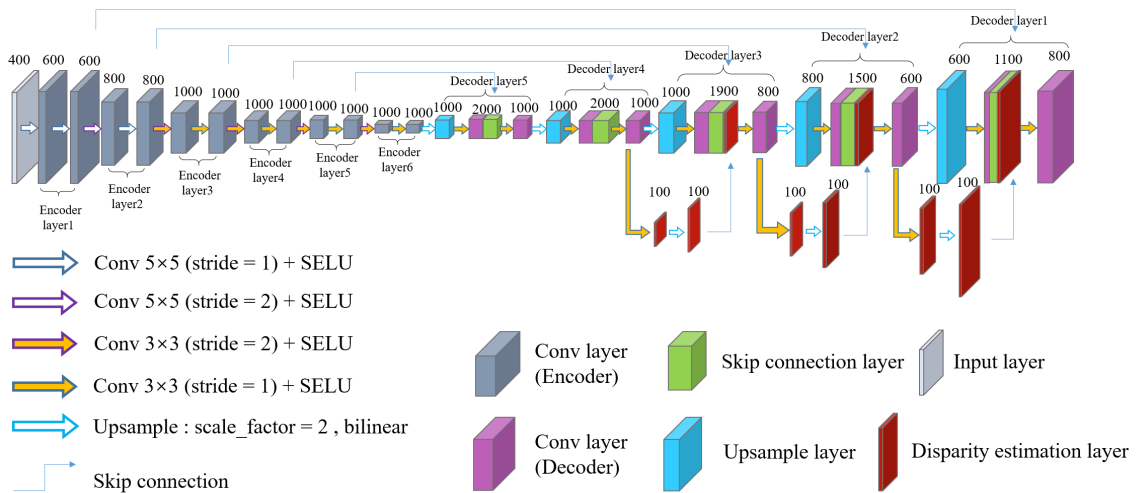 Decoder layer1
Decoder layer2
Decoder layer3
Decoder layer4
Decoder layer5
400 600 600
800 800
1000 1000
1000 1000
1000 1000
1000 1000
1000 2000 1000
1000 2000 1000
1000 1900 800
800 1500 600
600 1100 800
Encoder
layer1
Encoder
layer2
Encoder
layer3
Encoder
layer4
Encoder
layer5
Encoder
layer6
100 100
100 100
100 100
Conv 5×5 (stride = 1) + SELU
Conv 5×5 (stride = 2) + SELU
Conv 3×3 (stride = 2) + SELU
Conv 3×3 (stride = 1) + SELU
Upsample : scale_factor = 2 , bilinear
Skip connection
Conv layer
(Encoder)
Skip connection layer
Input layer
Conv layer
(Decoder)
Upsample layer
Disparity estimation layer